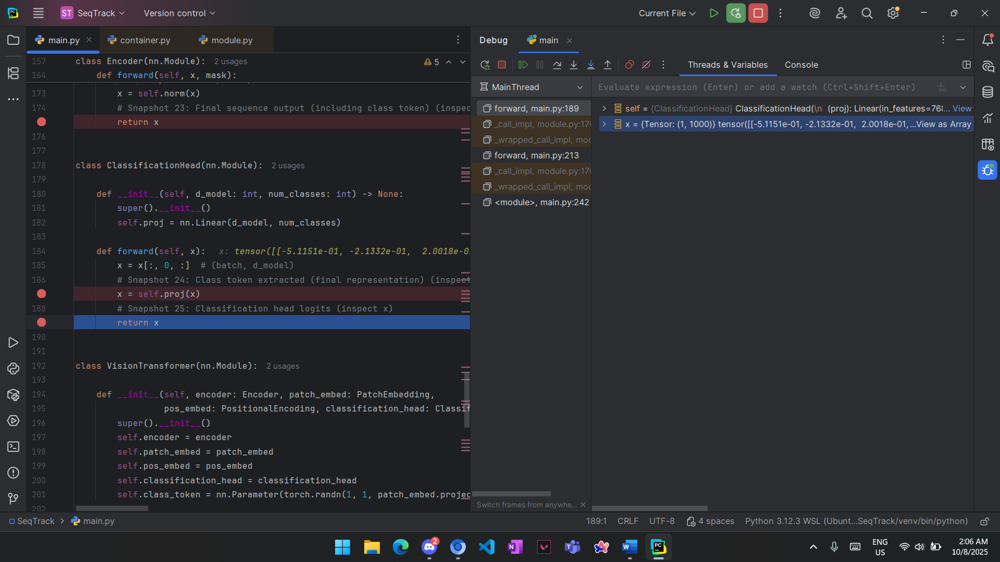 ST SeqTrack Version control Current File
main.py container.py module.py
Debug main
Threads & Variables Console
157 class Encoder(nn.Module): 2 usages 5
164 def forward(self, x, mask):
173 x = self.norm(x)
174 # Snapshot 23: Final sequence output (including class token) (inspec
return x
176
177
178 class ClassificationHead(nn.Module): 2 usages
179
180 def __init__(self, d_model: int, num_classes: int) -> None:
181 super().__init__()
182 self.proj = nn.Linear(d_model, num_classes)
183
184 def forward(self, x): x: tensor([[-5.1151e-01, -2.1332e-01, 2.0018e-01
185 x = x[:, 0, :] # (batch, d_model)
186 # Snapshot 24: Class token extracted (final representation) (inspect
x = self.proj(x)
188 # Snapshot 25: Classification head logits (inspect x)
return x
190
191
192 class VisionTransformer(nn.Module): 2 usages
193
194 def __init__(self, encoder: Encoder, patch_embed: PatchEmbedding,
195 pos_embed: PositionalEncoding, classification_head: Classif
196 super().__init__()
197 self.encoder = encoder
198 self.patch_embed = patch_embed
199 self.pos_embed = pos_embed
200 self.classification_head = classification_head
201 self.class_token = nn.Parameter(torch.randn(1, 1, patch_embed.projec
202
MainThread
forward, main.py:189
_call_impl, module.py:176
_wrapped_call_impl, mod
forward, main.py:213
_call_impl, module.py:176
_wrapped_call_impl, mod
<module>, main.py:242
Switch frames from anywhe...
Evaluate expression (Enter) or add a watch (Ctrl+Shift+Enter)
self = {ClassificationHead} ClassificationHead(\n (proj): Linear(in_features=768... View
x = {Tensor: (1, 1000)} tensor([[-5.1151e-01, -2.1332e-01, 2.0018e-01,...View as Array
SeqTrack main.py
189:1 CRLF UTF-8 4 spaces Python 3.12.3 WSL (Ubunt...SeqTrack/venv/bin/python)
2
ENG
US
2:06 AM
10/8/2025